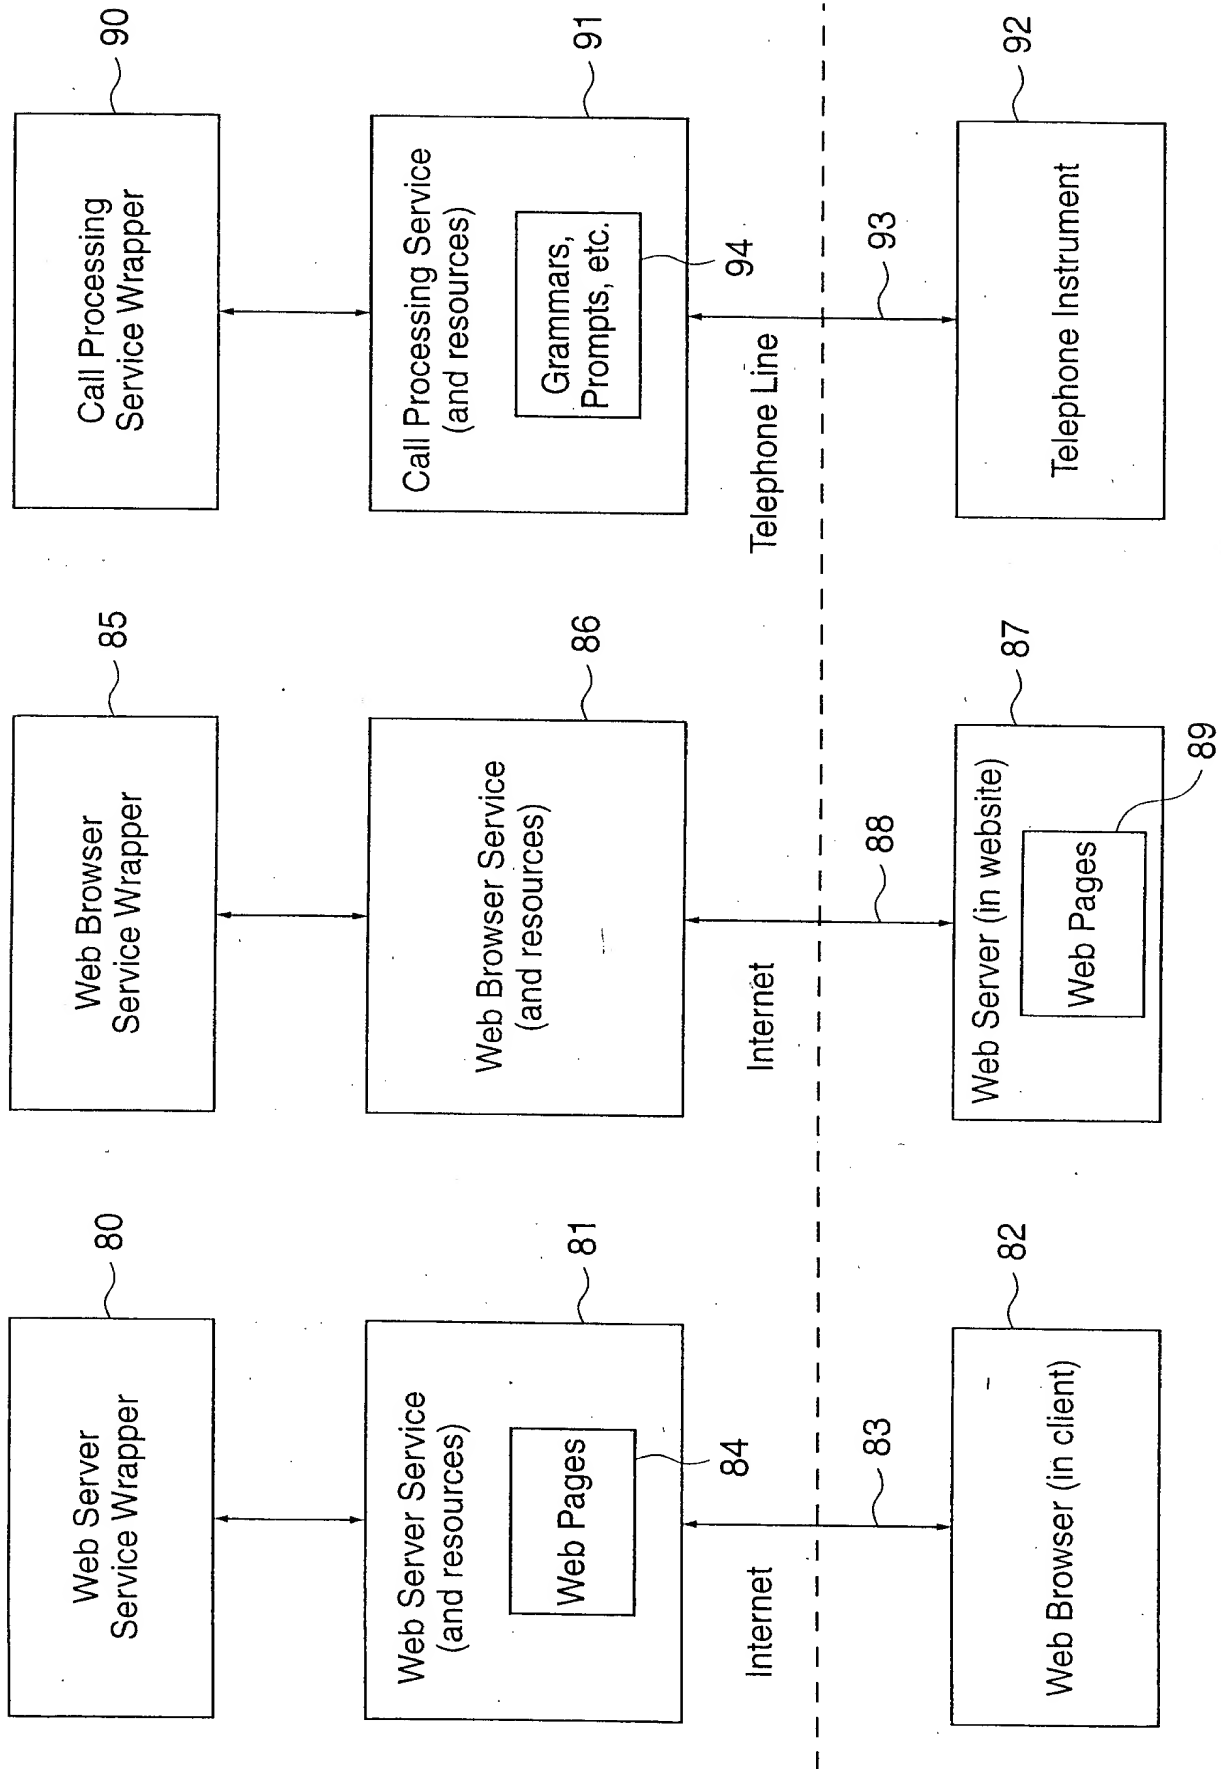 80
Web Server
Service Wrapper
81
Web Server Service
(and resources)
Web Pages
84
Internet
83
82
Web Browser (in client)
85
Web Browser
Service Wrapper
86
Web Browser Service
(and resources)
Internet
88
87
Web Server (in website)
Web Pages
89
90
Call Processing
Service Wrapper
91
Call Processing Service
(and resources)
Grammars,
Prompts, etc.
94
Telephone Line
93
92
Telephone Instrument